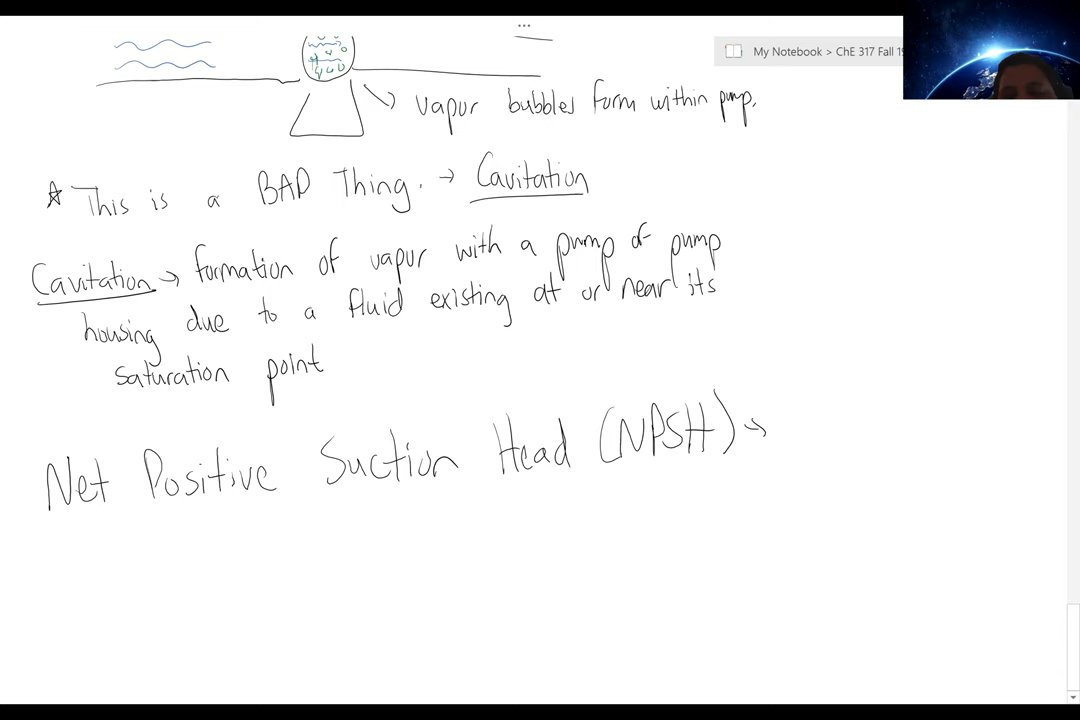 My Notebook > ChE 317 Fall 19
vapor bubbles form within pump.
☆ This is a BAD Thing. → Cavitation
Cavitation → formation of vapor with a pump of pump
housing due to a fluid existing at or near its
saturation point
Net Positive Suction Head (NPSH) →